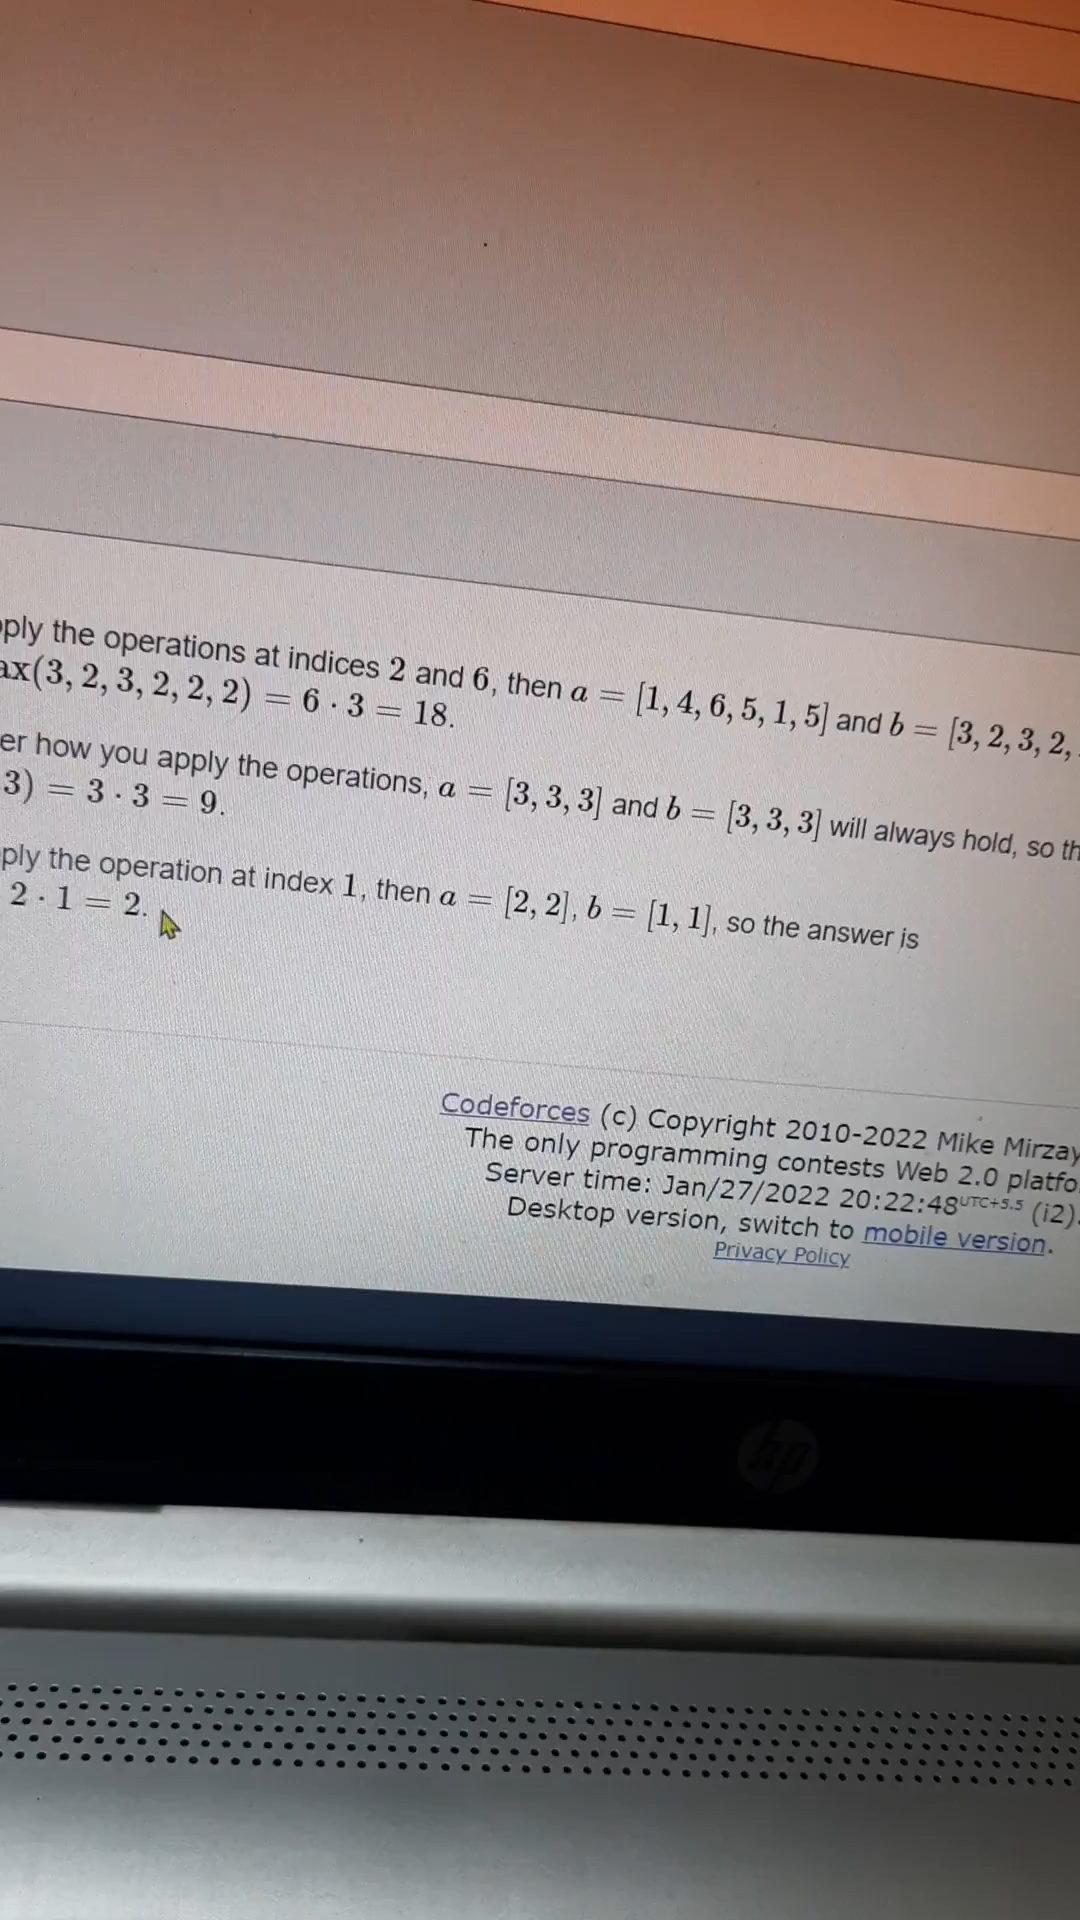 ply the operations at indices 2 and 6, then a = [1, 4, 6, 5, 1, 5] and b = [3, 2, 3, 2,
ax(3, 2, 3, 2, 2, 2) = 6 · 3 = 18.
er how you apply the operations, a = [3, 3, 3] and b = [3, 3, 3] will always hold, so th
3) = 3 · 3 = 9.
ply the operation at index 1, then a = [2, 2], b = [1, 1], so the answer is
2 · 1 = 2.
Codeforces (c) Copyright 2010-2022 Mike Mirzay
The only programming contests Web 2.0 platfo
Server time: Jan/27/2022 20:22:48UTC+5.5 (i2).
Desktop version, switch to mobile version.
Privacy Policy
hp